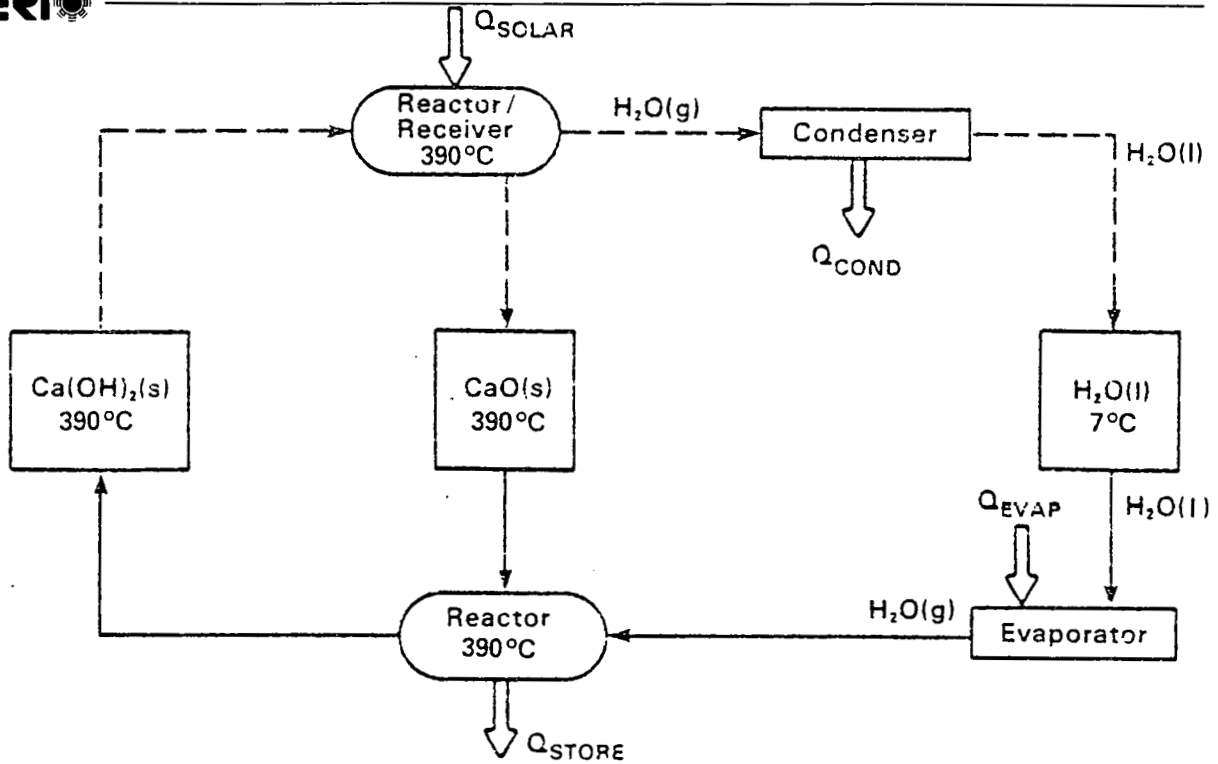 Q_SOLAR
Reactor/
Receiver
390°C
H₂O(g)
Condenser
H₂O(l)
Q_COND
Ca(OH)₂(s)
390°C
CaO(s)
390°C
H₂O(l)
7°C
Q_EVAP
H₂O(l)
H₂O(g)
Evaporator
Reactor
390°C
Q_STORE